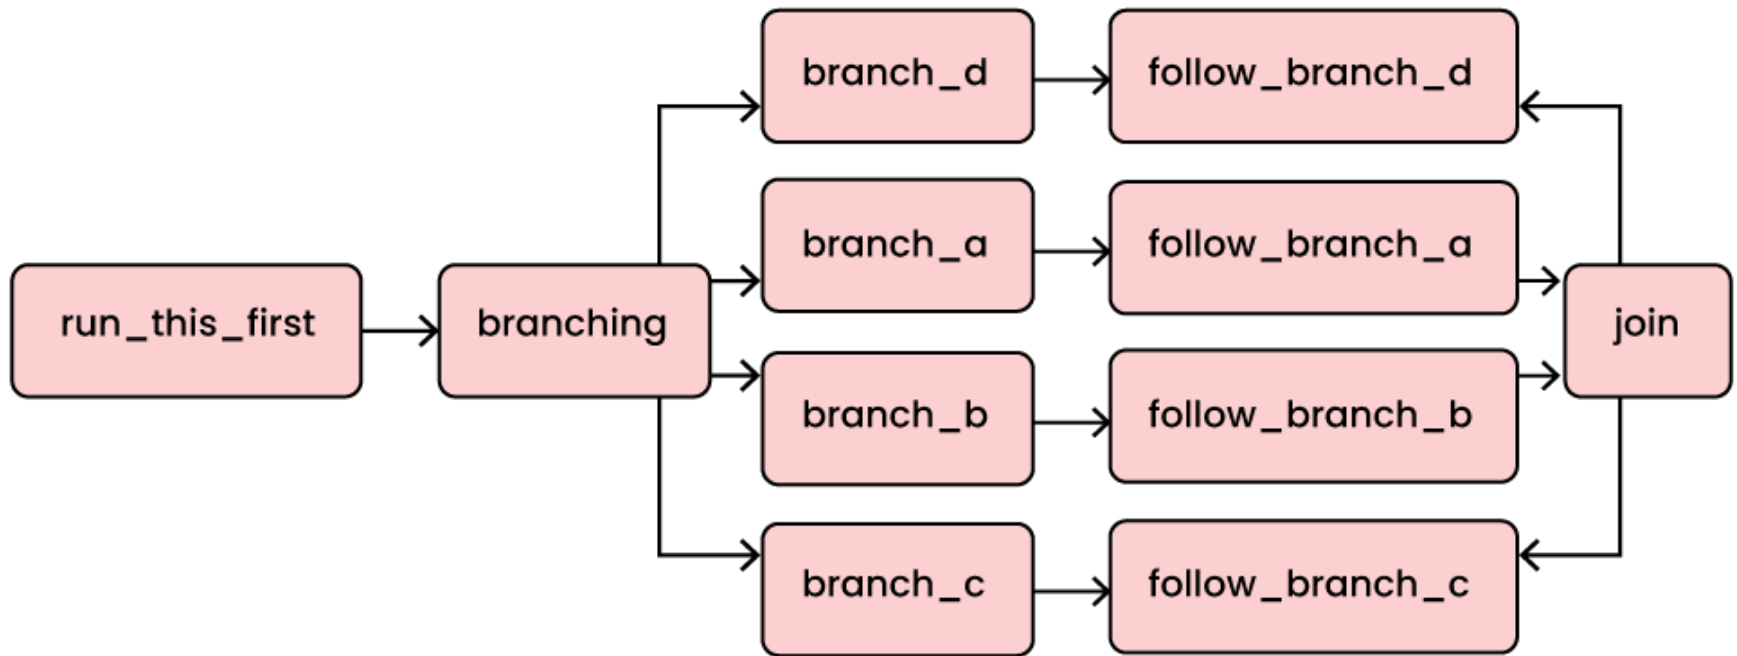 run_this_first
branching
branch_d
follow_branch_d
branch_a
follow_branch_a
branch_b
follow_branch_b
branch_c
follow_branch_c
join